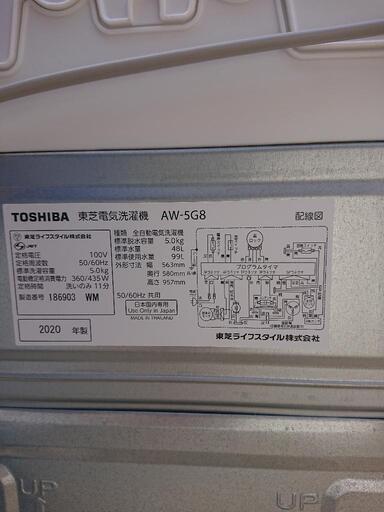 TOSHIBA 東芝電気洗濯機 AW-5G8 配線図
東芝ライフスタイル株式会社
JET
定格電圧 100V
定格周波数 50/60Hz
標準洗濯容量 5.0kg
電動機定格消費電力 360/435W
定格時間 洗いのみ 11分
製造番号 186903 WM
2020 年製
種類 全自動電気洗濯機
標準脱水容量 5.0kg
標準水量 48L
標準使用水量 99L
外形寸法 幅 563mm
奥行 580mm
高さ 957mm
50/60Hz 共用
日本国内専用
Use Only in Japan
MADE IN THAILAND
ロック
プログラムタイマ
東芝ライフスタイル株式会社
UP
UP